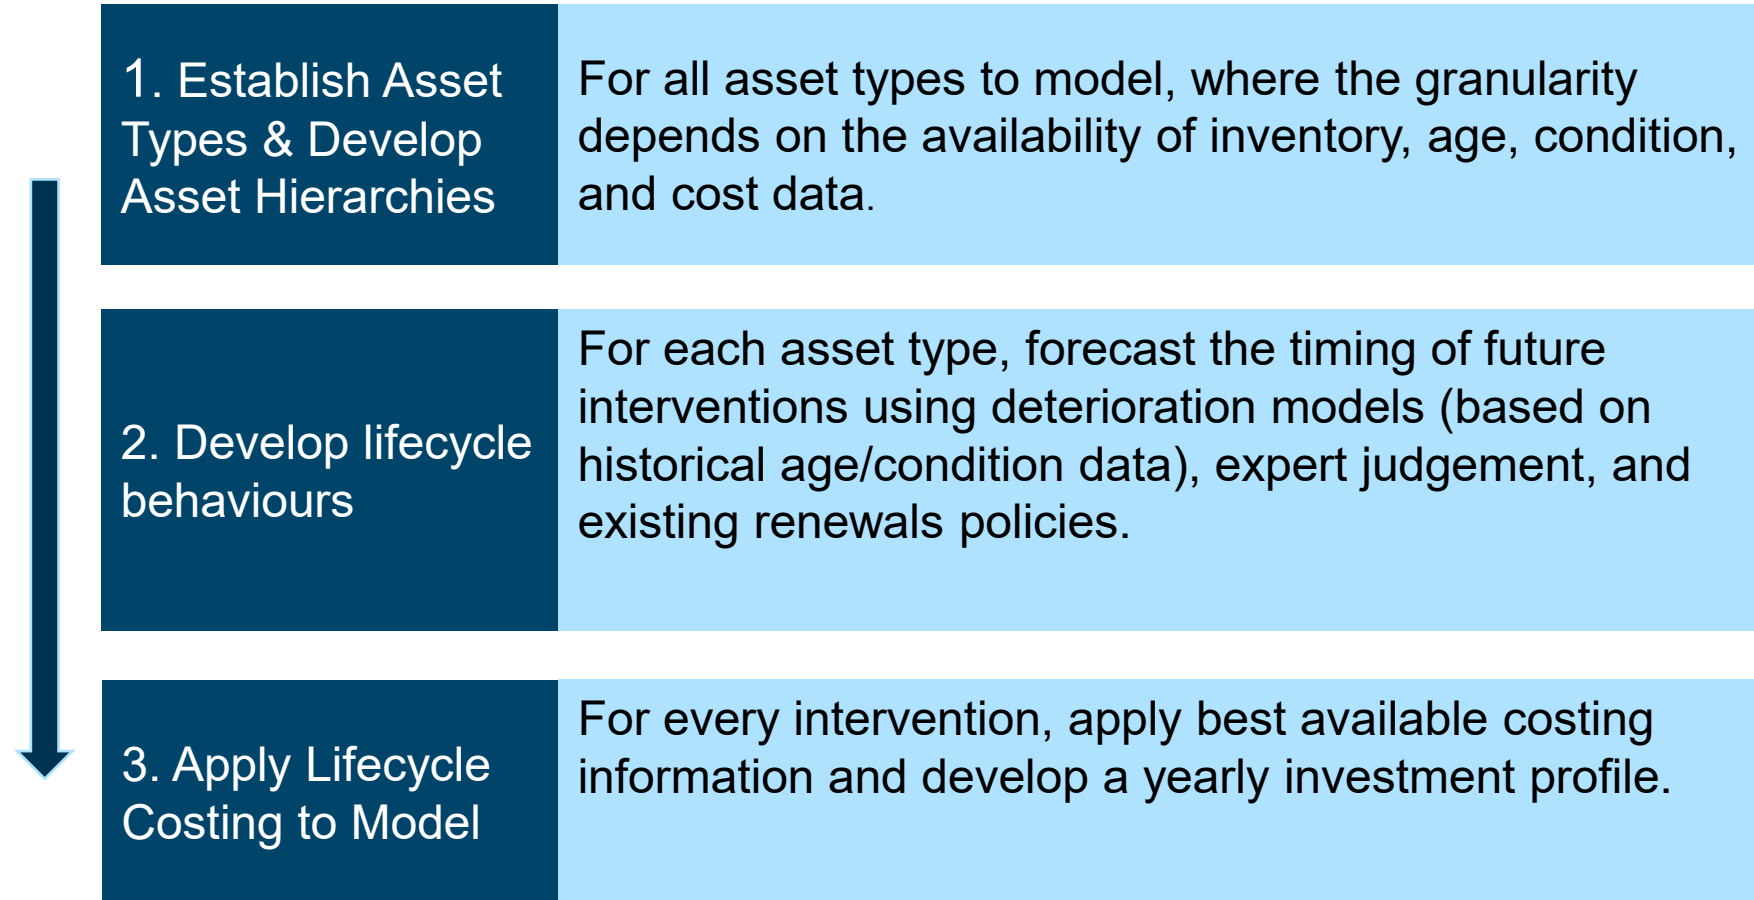 1. Establish Asset
Types & Develop
Asset Hierarchies
For all asset types to model, where the granularity
depends on the availability of inventory, age, condition,
and cost data.
2. Develop lifecycle
behaviours
For each asset type, forecast the timing of future
interventions using deterioration models (based on
historical age/condition data), expert judgement, and
existing renewals policies.
3. Apply Lifecycle
Costing to Model
For every intervention, apply best available costing
information and develop a yearly investment profile.